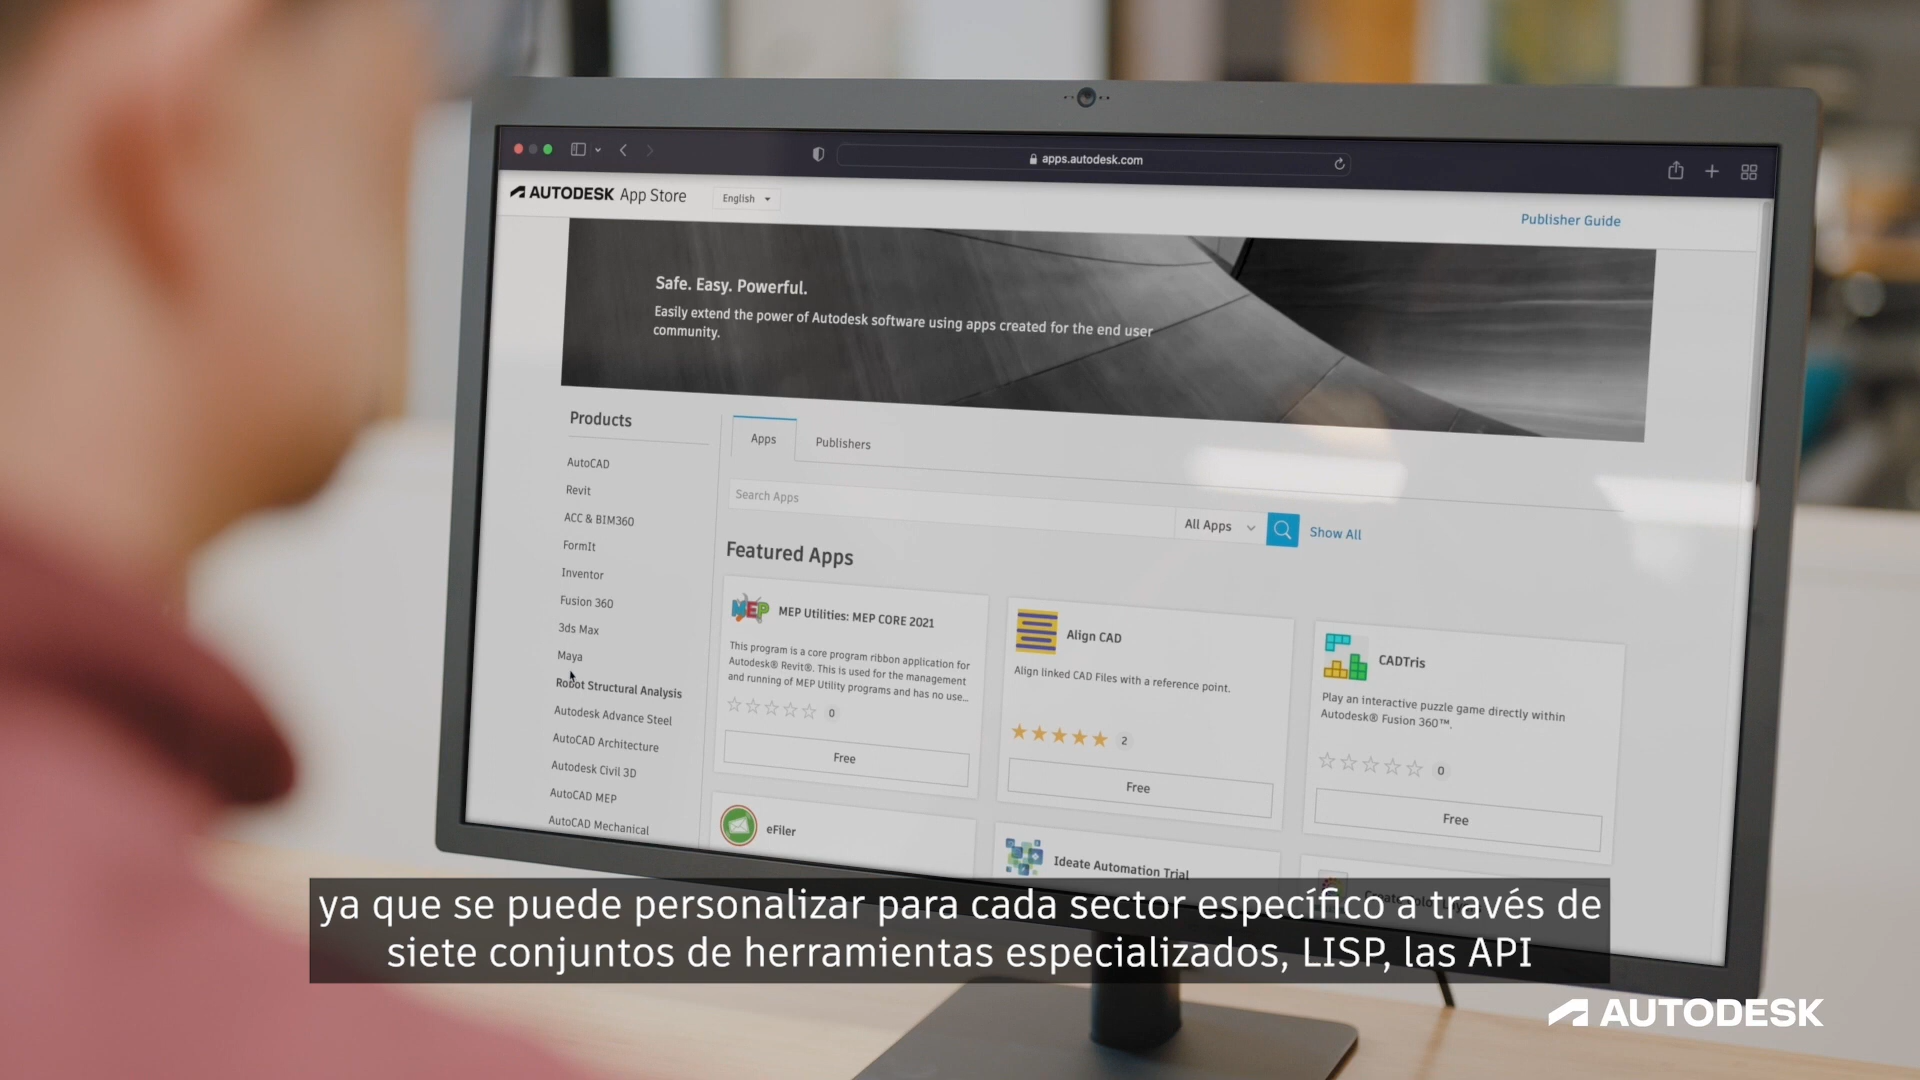 apps.autodesk.com
AUTODESK App Store
English
Publisher Guide
Safe. Easy. Powerful.
Easily extend the power of Autodesk software using apps created for the end user
community.
Products
AutoCAD
Revit
ACC & BIM360
FormIt
Inventor
Fusion 360
3ds Max
Maya
Robot Structural Analysis
Autodesk Advance Steel
AutoCAD Architecture
Autodesk Civil 3D
AutoCAD MEP
AutoCAD Mechanical
Apps
Publishers
Search Apps
All Apps
Show All
Featured Apps
MEP
MEP Utilities: MEP CORE 2021
This program is a core program ribbon application for
Autodesk® Revit®. This is used for the management
and running of MEP Utility programs and has no use...
0
Free
Align CAD
Align linked CAD Files with a reference point.
2
Free
CADTris
Play an interactive puzzle game directly within
Autodesk® Fusion 360™.
0
Free
eFiler
Ideate Automation Trial
ya que se puede personalizar para cada sector específico a través de
siete conjuntos de herramientas especializados, LISP, las API
AUTODESK